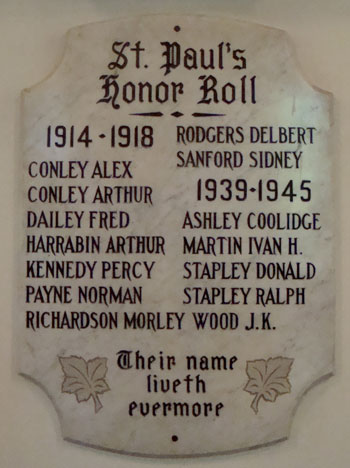 St. Paul's
Honor Roll
1914-1918
CONLEY ALEX
CONLEY ARTHUR
DAILEY FRED
HARRABIN ARTHUR
KENNEDY PERCY
PAYNE NORMAN
RICHARDSON MORLEY
RODGERS DELBERT
SANFORD SIDNEY
1939-1945
ASHLEY COOLIDGE
MARTIN IVAN H.
STAPLEY DONALD
STAPLEY RALPH
WOOD J.K.
Their name
liveth
evermore